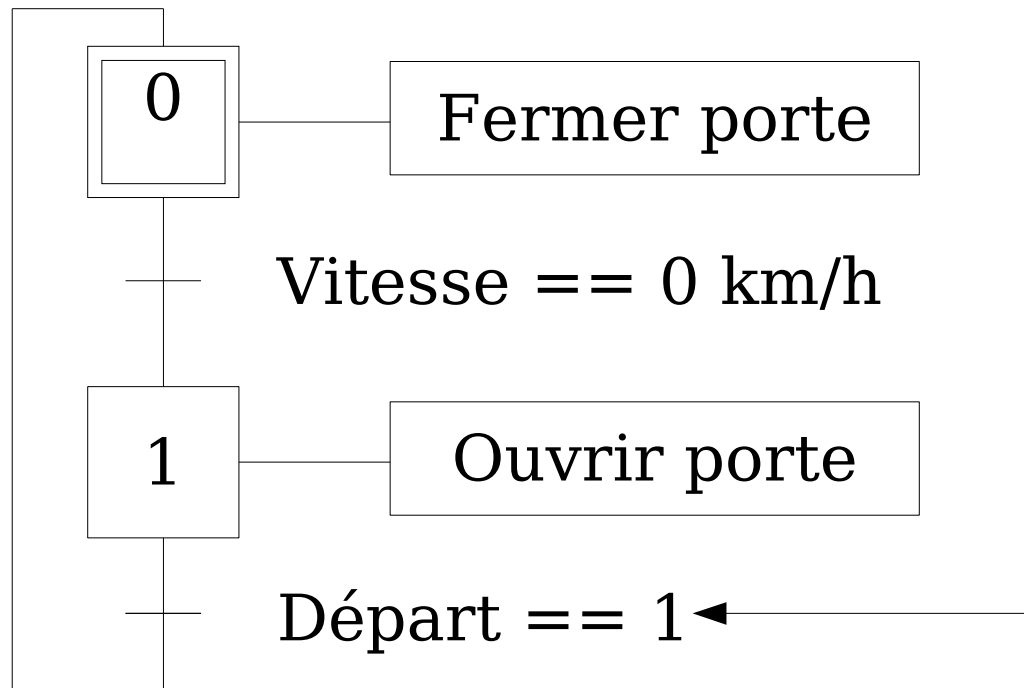 0
Fermer porte
Vitesse == 0 km/h
1
Ouvrir porte
Départ == 1